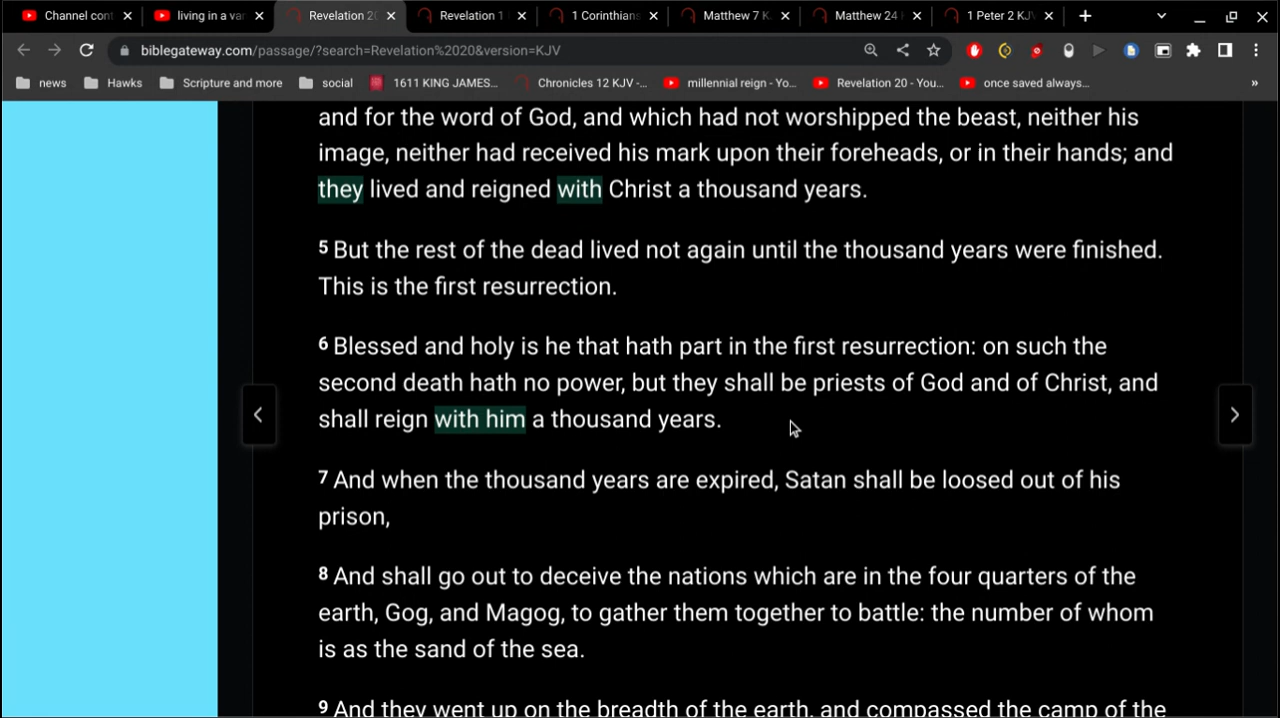 Channel cont
living in a var
Revelation 20
Revelation 1
1 Corinthians
Matthew 7 K
Matthew 24
1 Peter 2 KJV
biblegateway.com/passage/?search=Revelation%2020&version=KJV
news
Hawks
Scripture and more
social
1611 KING JAMES...
Chronicles 12 KJV -...
millennial reign - Yo...
Revelation 20 - You...
once saved always...
»
and for the word of God, and which had not worshipped the beast, neither his
image, neither had received his mark upon their foreheads, or in their hands; and
they lived and reigned with Christ a thousand years.
5 But the rest of the dead lived not again until the thousand years were finished.
This is the first resurrection.
6 Blessed and holy is he that hath part in the first resurrection: on such the
second death hath no power, but they shall be priests of God and of Christ, and
shall reign with him a thousand years.
7 And when the thousand years are expired, Satan shall be loosed out of his
prison,
8 And shall go out to deceive the nations which are in the four quarters of the
earth, Gog, and Magog, to gather them together to battle: the number of whom
is as the sand of the sea.
9 And they went up on the breadth of the earth, and compassed the camp of the